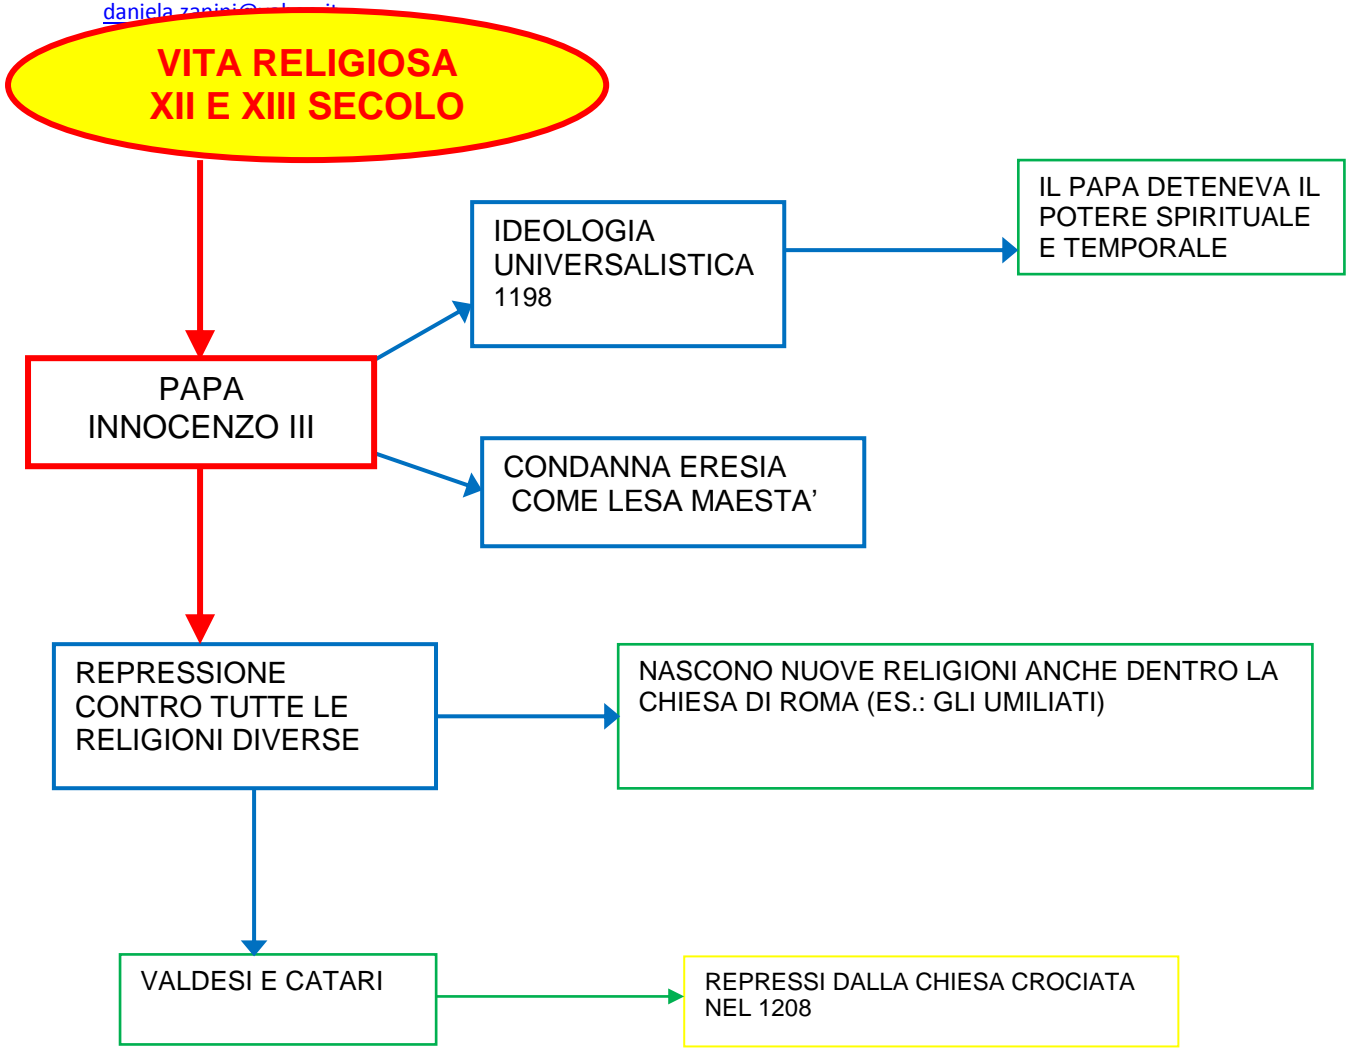 VITA RELIGIOSA
XII E XIII SECOLO
IL PAPA DETENEVA IL
POTERE SPIRITUALE
E TEMPORALE
IDEOLOGIA
UNIVERSALISTICA
1198
PAPA
INNOCENZO III
CONDANNA ERESIA
COME LESA MAESTA’
REPRESSIONE
CONTRO TUTTE LE
RELIGIONI DIVERSE
NASCONO NUOVE RELIGIONI ANCHE DENTRO LA
CHIESA DI ROMA (ES.: GLI UMILIATI)
VALDESI E CATARI
REPRESSI DALLA CHIESA CROCIATA
NEL 1208